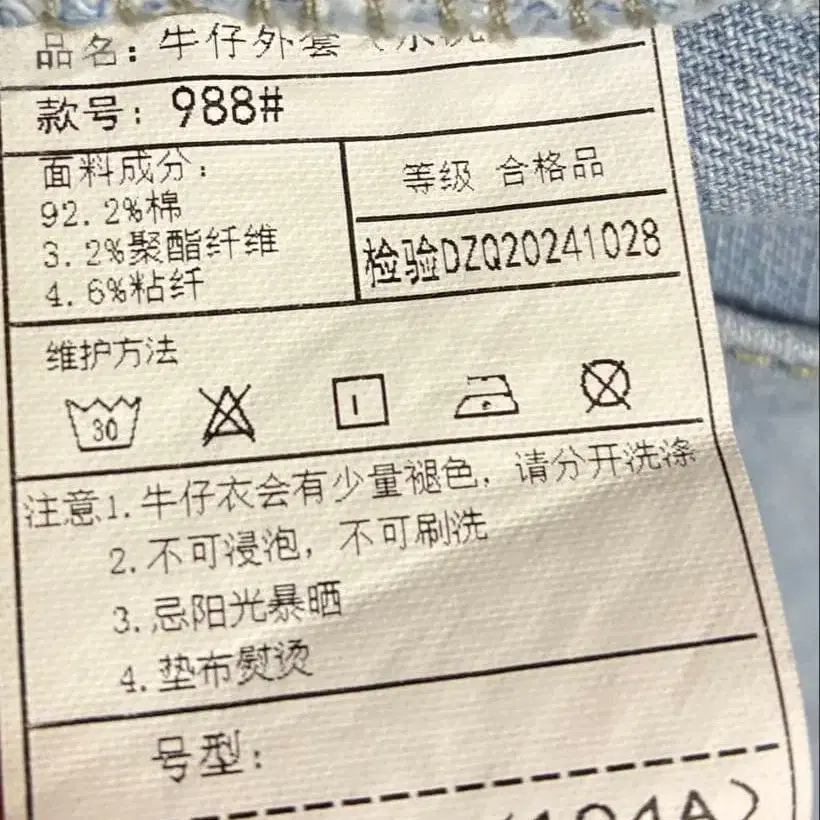 品名：牛仔外套（水洗
款号：988#
面料成分：
92.2%棉
3.2%聚酯纤维
4.6%粘纤
等级 合格品
检验DZQ20241028
维护方法
30
注意1.牛仔衣会有少量褪色，请分开洗涤
2.不可浸泡，不可刷洗
3.忌阳光暴晒
4.垫布熨烫
号型：